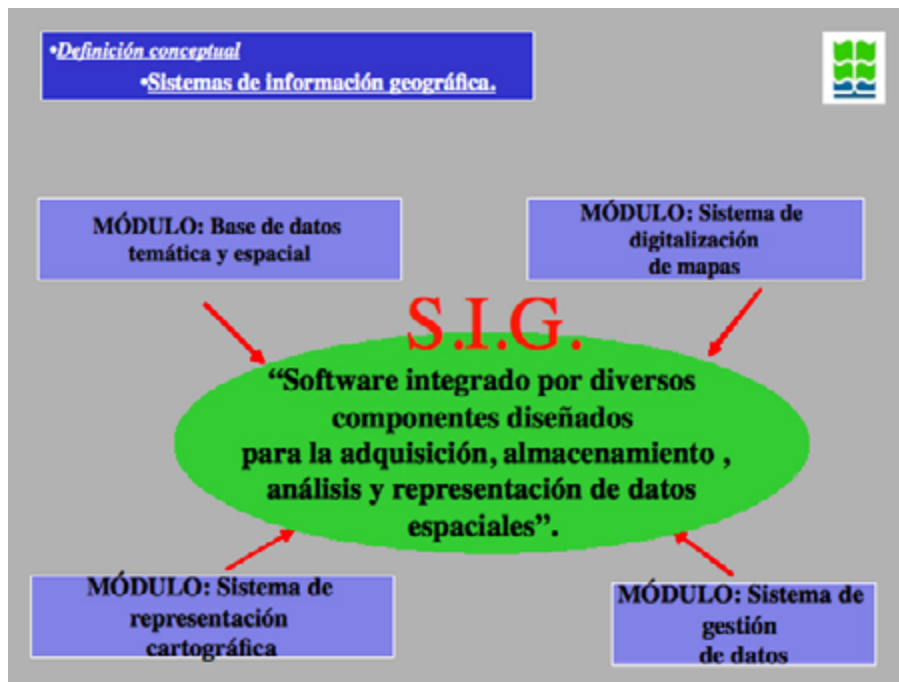 •Definición conceptual
•Sistemas de información geográfica.
MÓDULO: Base de datos
temática y espacial
MÓDULO: Sistema de
digitalización
de mapas
S.I.G.
“Software integrado por diversos
componentes diseñados
para la adquisición, almacenamiento ,
análisis y representación de datos
espaciales”.
MÓDULO: Sistema de
representación
cartográfica
MÓDULO: Sistema de
gestión
de datos